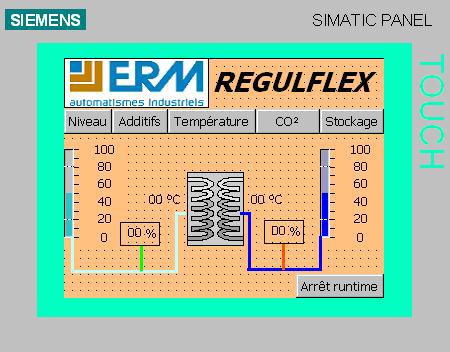 SIEMENS SIMATIC PANEL
TOUCH
ERM REGULFLEX
automatismes industriels
Niveau Additifs Température CO² Stockage
100 100
80 80
60 60
40 00 ºC 00 ºC 40
20 20
00 % 00 %
0 0
Arrêt runtime